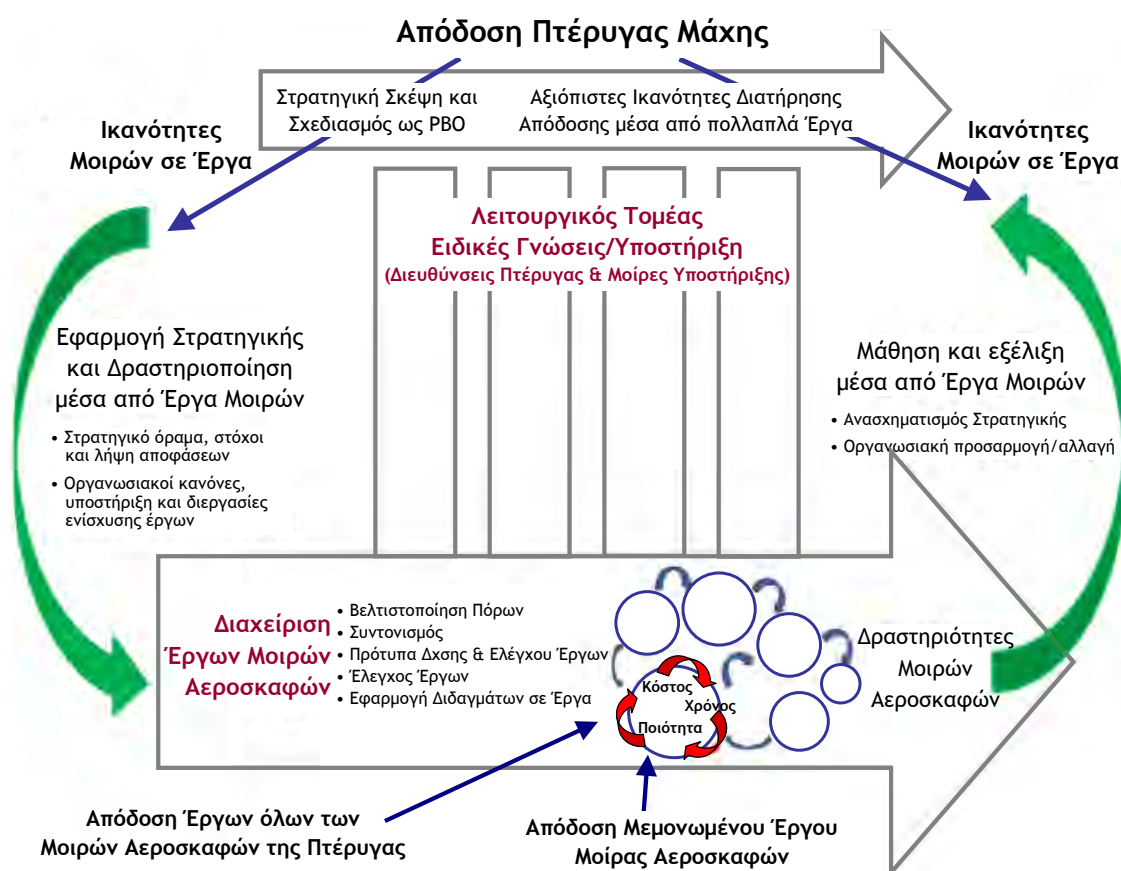 Απόδοση Πτέρυγας Μάχης
Στρατηγική Σκέψη και
Σχεδιασμός ως PBO
Αξιόπιστες Ικανότητες Διατήρησης
Απόδοσης μέσα από πολλαπλά Έργα
Ικανότητες
Μοιρών σε Έργα
Ικανότητες
Μοιρών σε Έργα
Λειτουργικός Τομέας
Ειδικές Γνώσεις/Υποστήριξη
(Διευθύνσεις Πτέρυγας & Μοίρες Υποστήριξης)
Εφαρμογή Στρατηγικής
και Δραστηριοποίηση
μέσα από Έργα Μοιρών
• Στρατηγικό όραμα, στόχοι
και λήψη αποφάσεων
• Οργανωσιακοί κανόνες,
υποστήριξη και διεργασίες
ενίσχυσης έργων
Μάθηση και εξέλιξη
μέσα από Έργα Μοιρών
• Ανασχηματισμός Στρατηγικής
• Οργανωσιακή προσαρμογή/αλλαγή
Διαχείριση
Έργων Μοιρών
Αεροσκαφών
• Βελτιστοποίηση Πόρων
• Συντονισμός
• Πρότυπα Δχσης & Ελέγχου Έργων
• Έλεγχος Έργων
• Εφαρμογή Διδαγμάτων σε Έργα
Κόστος
Χρόνος
Ποιότητα
Δραστηριότητες
Μοιρών
Αεροσκαφών
Απόδοση Έργων όλων των
Μοιρών Αεροσκαφών της Πτέρυγας
Απόδοση Μεμονωμένου Έργου
Μοίρας Αεροσκαφών